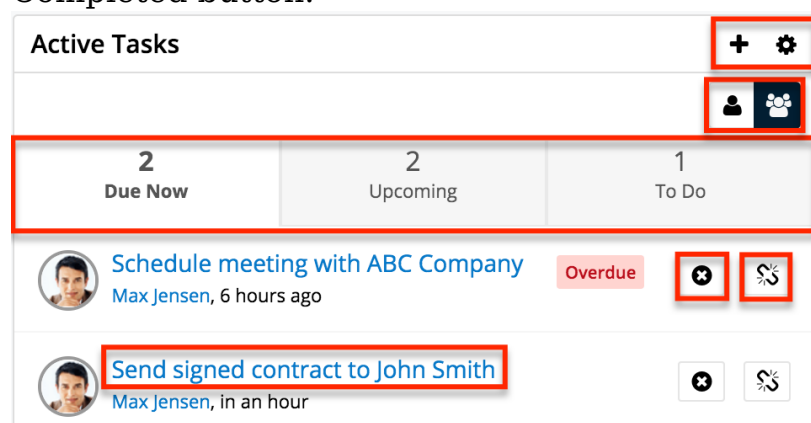 Completed button.
Active Tasks
2 2 1
Due Now Upcoming To Do
Schedule meeting with ABC Company Overdue
Max Jensen, 6 hours ago
Send signed contract to John Smith
Max Jensen, in an hour